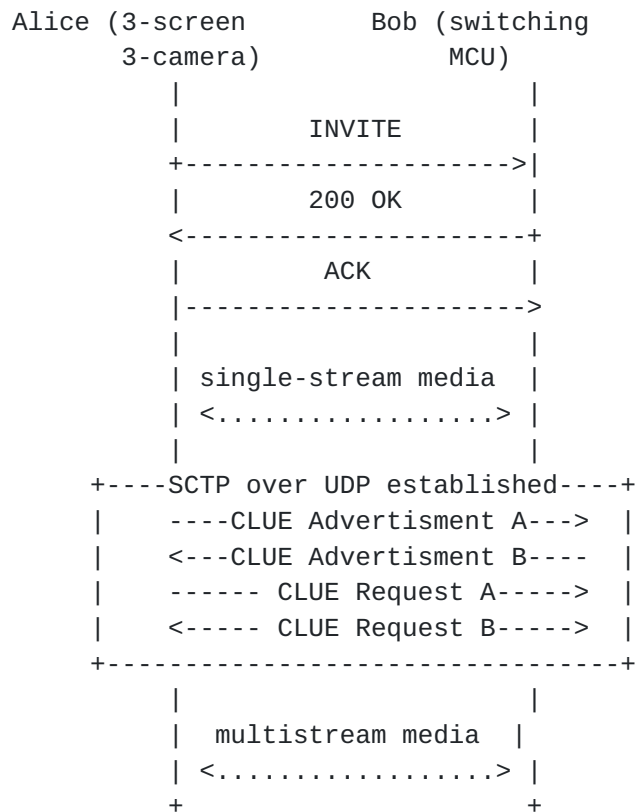 Alice (3-screen        Bob (switching
       3-camera)            MCU)
          |                     |
          |       INVITE        |
          +-------------------->|
          |       200 OK        |
          <---------------------+
          |        ACK          |
          |--------------------->
          |                     |
          | single-stream media |
          | <.................> |
          |                     |
     +----SCTP over UDP established----+
     |    ----CLUE Advertisment A--->  |
     |    <---CLUE Advertisment B----  |
     |    ------ CLUE Request A----->  |
     |    <----- CLUE Request B----->  |
     +---------------------------------+
          |                     |
          |  multistream media  |
          | <.................> |
          +                     +